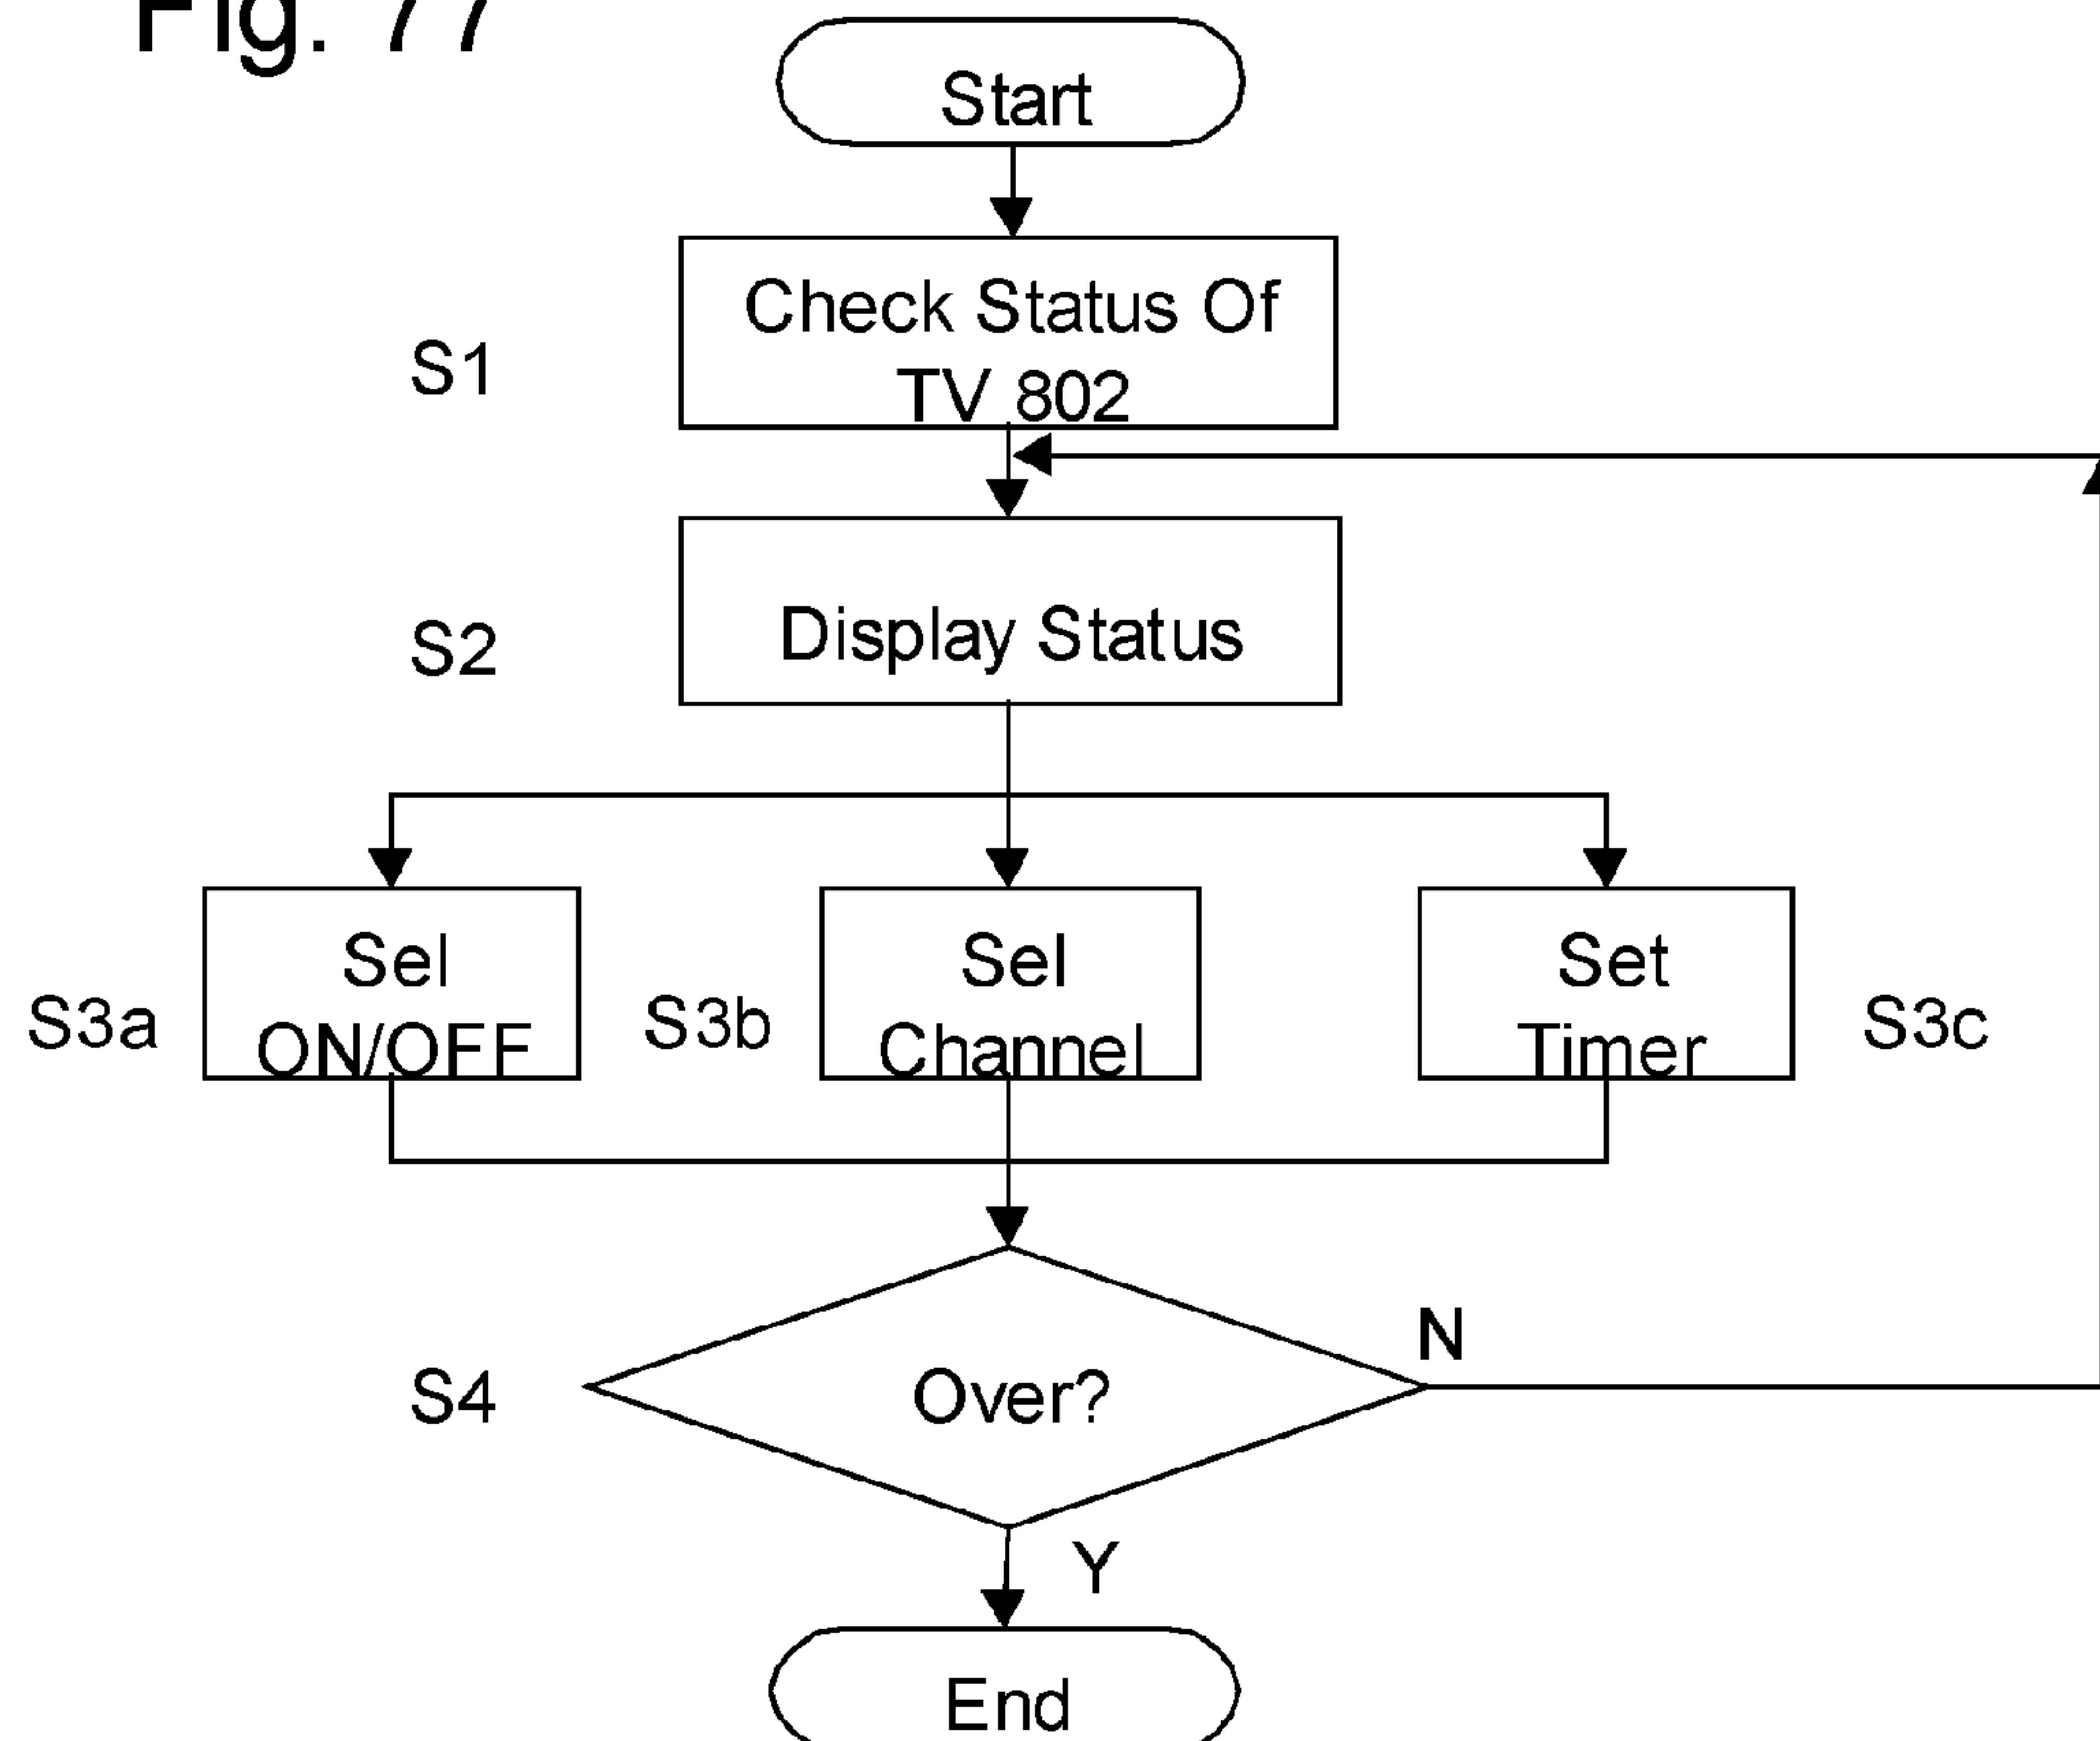 Fig. 77
Start
Check Status Of
TV 802
S1
Display Status
S2
Sel
ON/OFF
S3a
Sel
Channel
S3b
Set
Timer
S3c
Over?
S4
N
Y
End